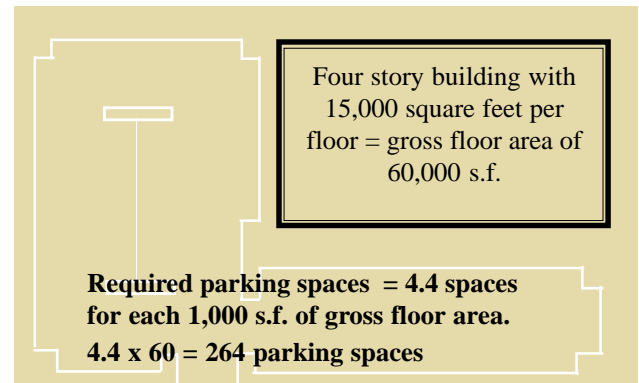 Four story building with
15,000 square feet per
floor = gross floor area of
60,000 s.f.
Required parking spaces = 4.4 spaces
for each 1,000 s.f. of gross floor area.
4.4 x 60 = 264 parking spaces